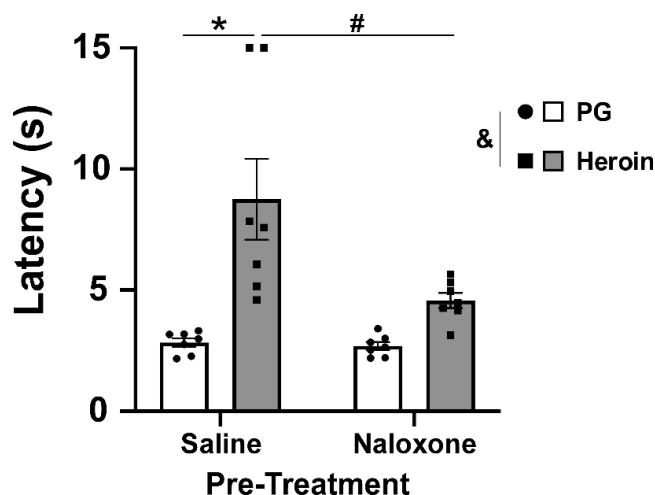 * #
15
10
5
0
Latency (s)
& PG
Heroin
Saline Naloxone
Pre-Treatment